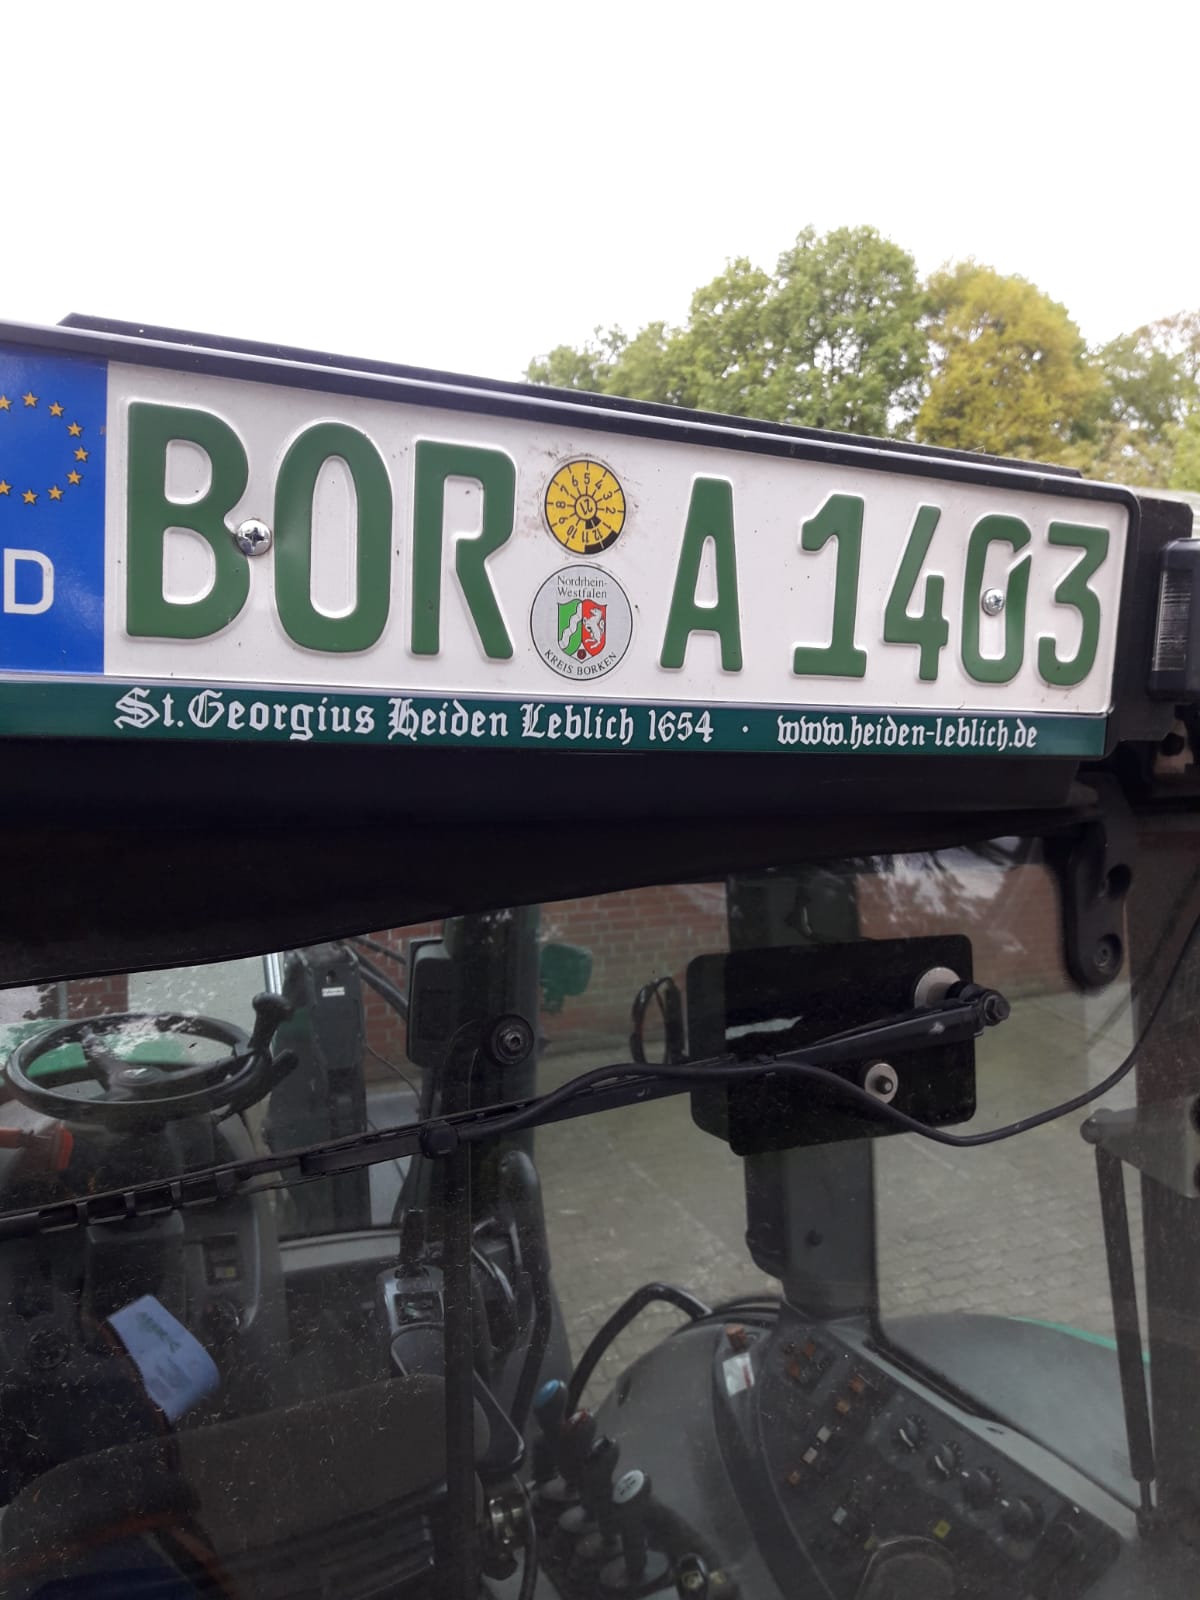 D
BOR A 1403
Nordrhein-
Westfalen
KREIS BORKEN
St. Georgius Heiden Leblich 1654 · www.heiden-leblich.de